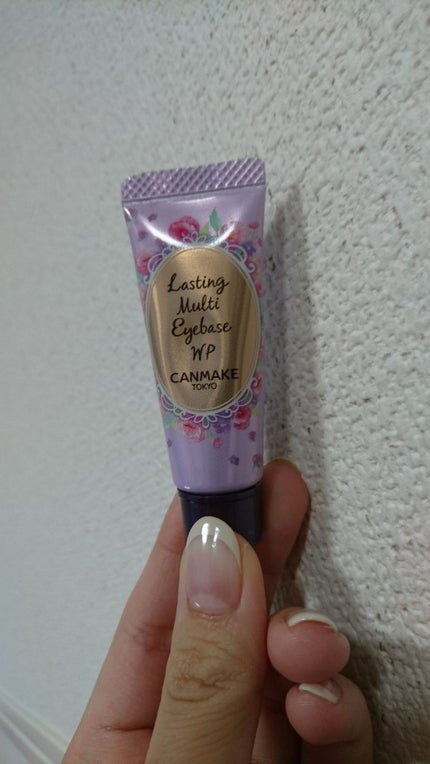 Lasting
Multi
Eyebase
WP
CANMAKE
TOKYO